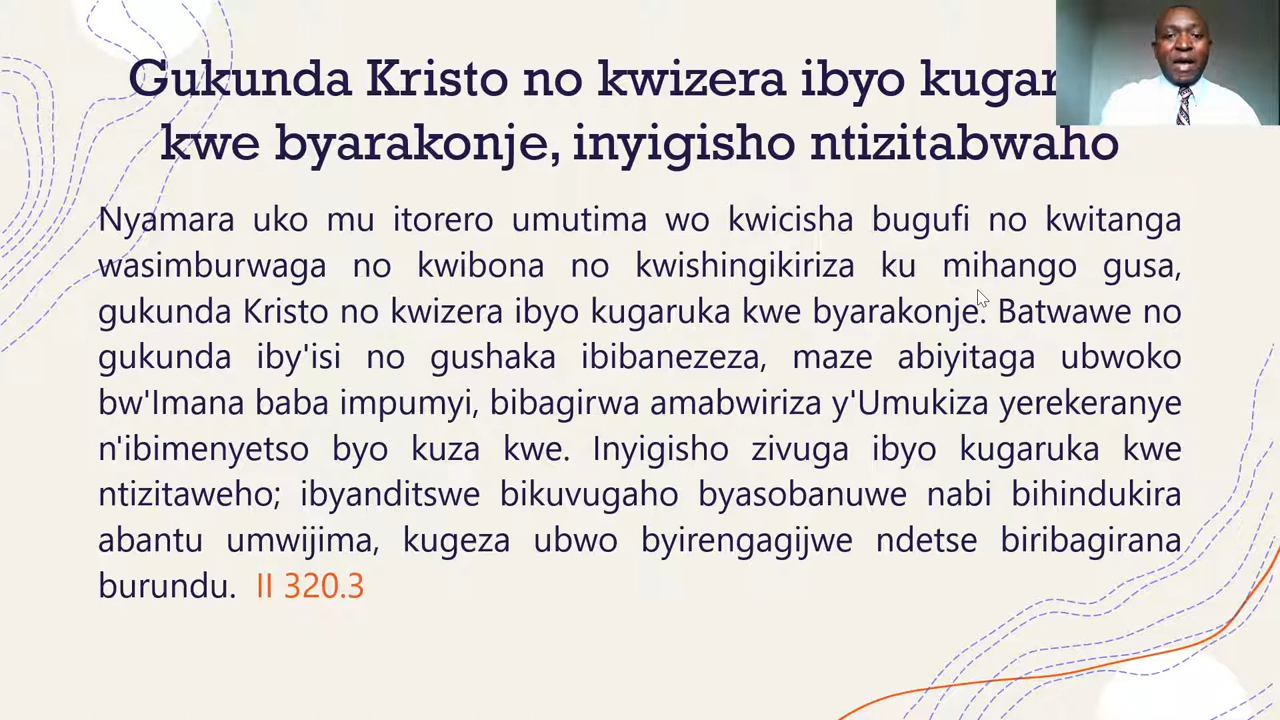 Gukunda Kristo no kwizera ibyo kugar
kwe byarakonje, inyigisho ntizitabwaho
Nyamara uko mu itorero umutima wo kwicisha bugufi no kwitanga
wasimburwaga no kwibona no kwishingikiriza ku mihango gusa,
gukunda Kristo no kwizera ibyo kugaruka kwe byarakonje. Batwawe no
gukunda iby'isi no gushaka ibibanezeza, maze abiyitaga ubwoko
bw'Imana baba impumyi, bibagirwa amabwiriza y'Umukiza yerekeranye
n'ibimenyetso byo kuza kwe. Inyigisho zivuga ibyo kugaruka kwe
ntizitaweho; ibyanditswe bikuvugaho byasobanuwe nabi bihindukira
abantu umwijima, kugeza ubwo byirengagijwe ndetse biribagirana
burundu. II 320.3